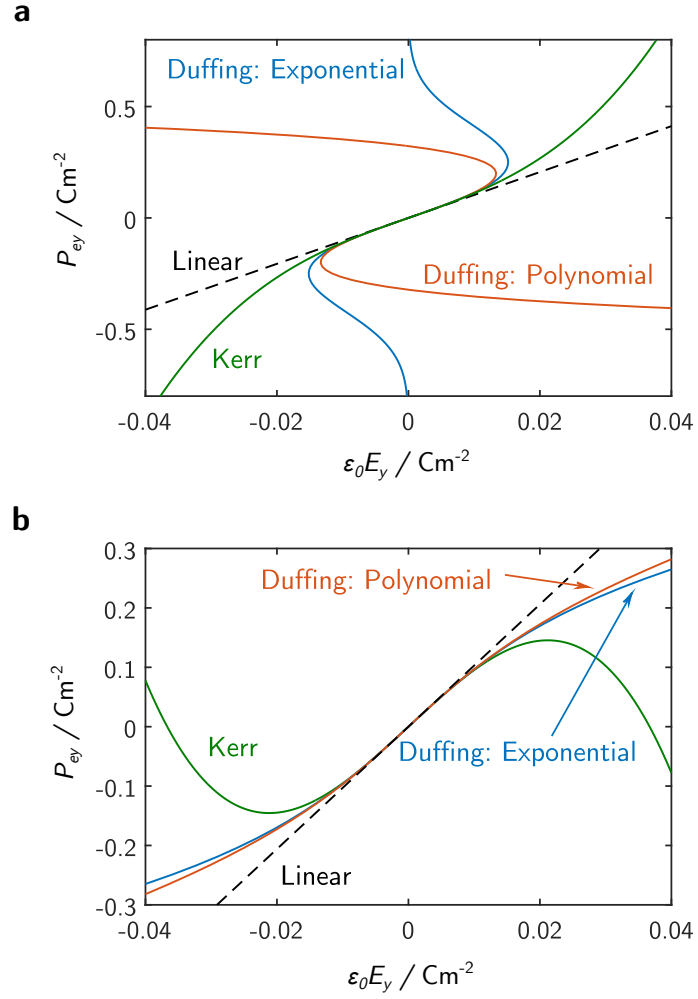 a
Duffing: Exponential
0.5
P_ey / Cm^-2
0
Linear
Duffing: Polynomial
-0.5
Kerr
-0.04 -0.02 0 0.02 0.04
ε_0E_y / Cm^-2
b
0.3
Duffing: Polynomial
0.2
0.1
P_ey / Cm^-2
0
Kerr
Duffing: Exponential
-0.1
-0.2
Linear
-0.3
-0.04 -0.02 0 0.02 0.04
ε_0E_y / Cm^-2